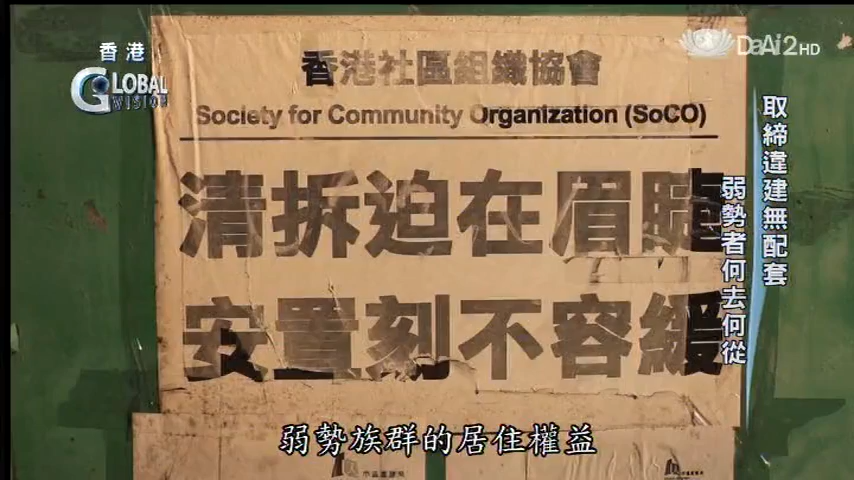 香港
GLOBAL
VISION
DaAi2HD
香港社區組織協會
Society for Community Organization (SoCO)
清拆迫在眉睫
安置刻不容緩
取締違建無配套
弱勢者何去何從
弱勢族群的居住權益